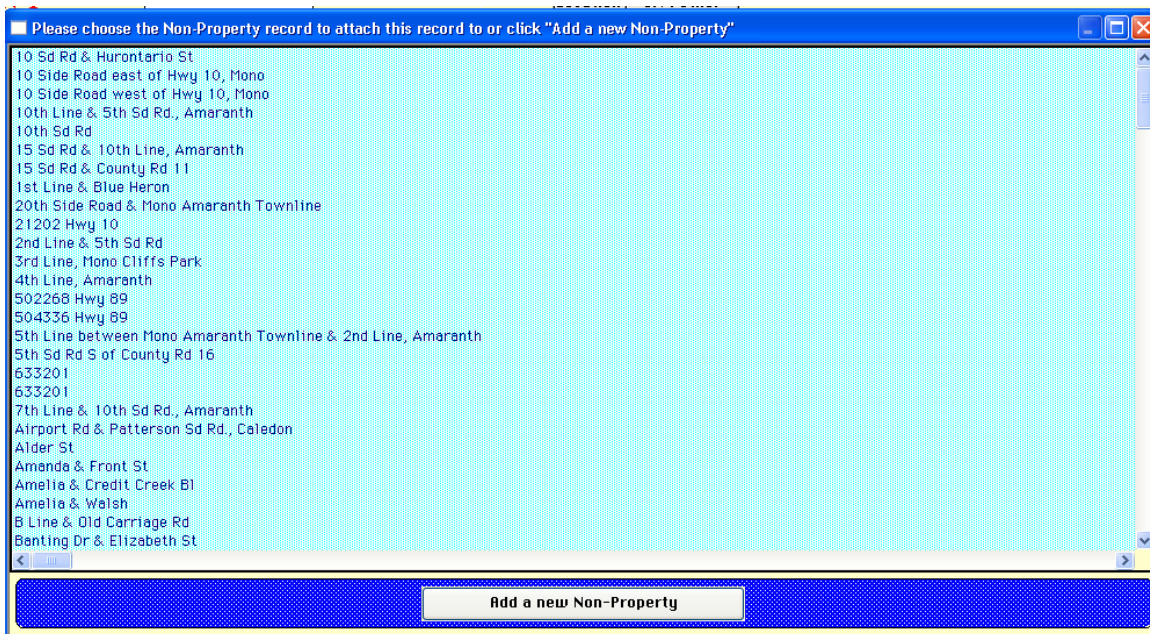 Please choose the Non-Property record to attach this record to or click "Add a new Non-Property"
10 Sd Rd & Hurontario St
10 Side Road east of Hwy 10, Mono
10 Side Road west of Hwy 10, Mono
10th Line & 5th Sd Rd., Amaranth
10th Sd Rd
15 Sd Rd & 10th Line, Amaranth
15 Sd Rd & County Rd 11
1st Line & Blue Heron
20th Side Road & Mono Amaranth Townline
21202 Hwy 10
2nd Line & 5th Sd Rd
3rd Line, Mono Cliffs Park
4th Line, Amaranth
502268 Hwy 89
504336 Hwy 89
5th Line between Mono Amaranth Townline & 2nd Line, Amaranth
5th Sd Rd S of County Rd 16
633201
633201
7th Line & 10th Sd Rd., Amaranth
Airport Rd & Patterson Sd Rd., Caledon
Alder St
Amanda & Front St
Amelia & Credit Creek Bl
Amelia & Walsh
B Line & Old Carriage Rd
Banting Dr & Elizabeth St
Add a new Non-Property